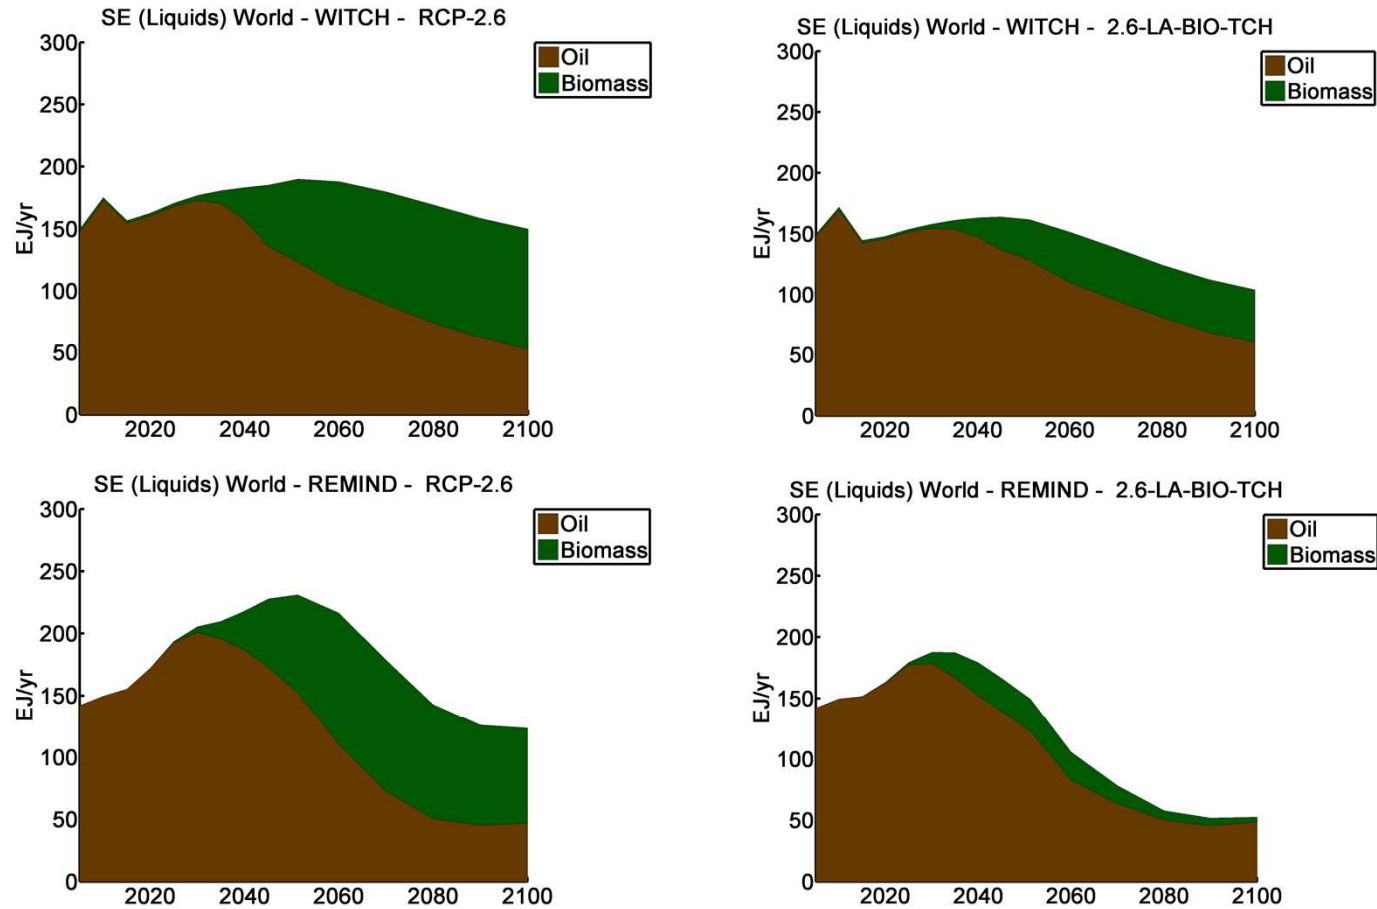 SE (Liquids) World - WITCH -  RCP-2.6
300
250
200
150
100
50
0
EJ/yr
2020 2040 2060 2080 2100
Oil
Biomass
SE (Liquids) World - WITCH -  2.6-LA-BIO-TCH
300
250
200
150
100
50
0
EJ/yr
2020 2040 2060 2080 2100
Oil
Biomass
SE (Liquids) World - REMIND -  RCP-2.6
300
250
200
150
100
50
0
EJ/yr
2020 2040 2060 2080 2100
Oil
Biomass
SE (Liquids) World - REMIND -  2.6-LA-BIO-TCH
300
250
200
150
100
50
0
EJ/yr
2020 2040 2060 2080 2100
Oil
Biomass